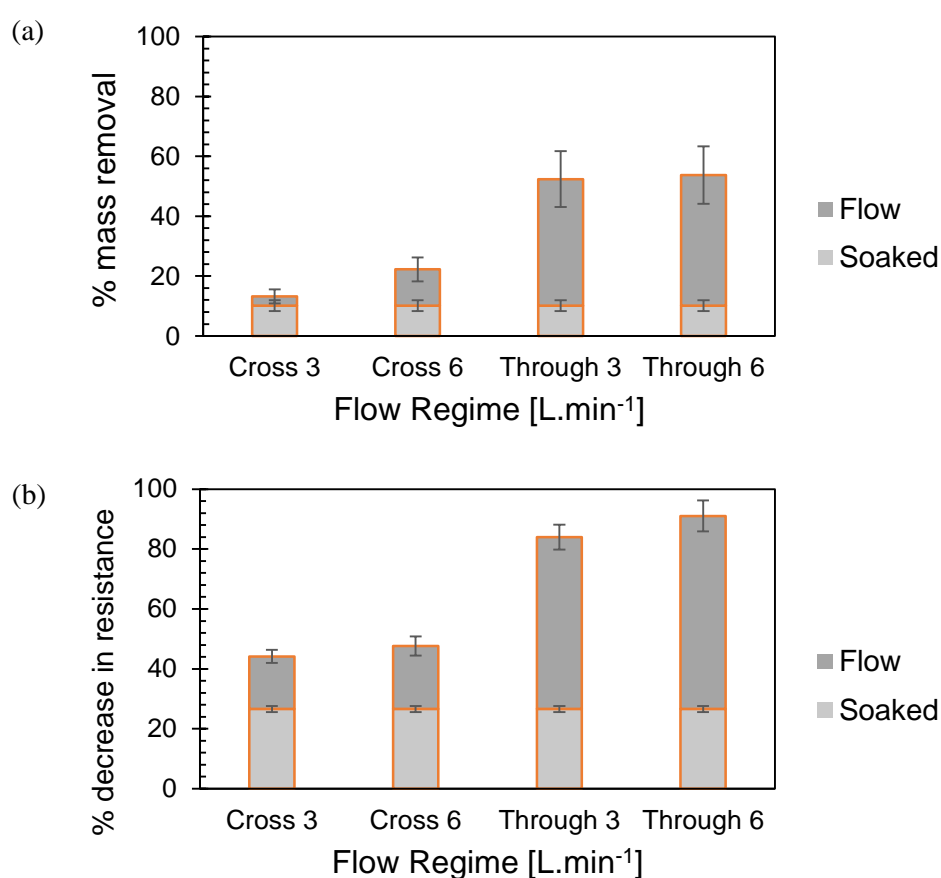 (a)
100
80
60
40
20
0
% mass removal
Cross 3 Cross 6 Through 3 Through 6
Flow Regime [L.min⁻¹]
Flow
Soaked
(b)
100
80
60
40
20
0
% decrease in resistance
Cross 3 Cross 6 Through 3 Through 6
Flow Regime [L.min⁻¹]
Flow
Soaked